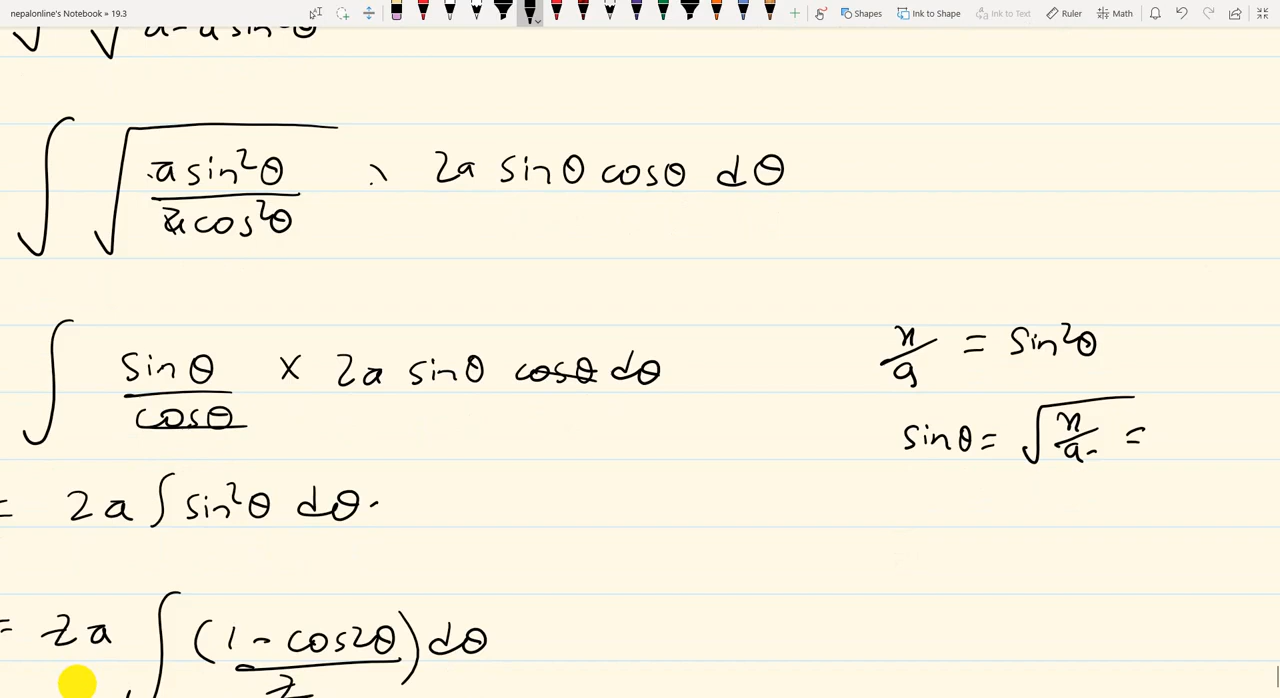 nepalonline's Notebook » 19.3
Shapes Ink to Shape Ink to Text Ruler Math
∫ √(a sin²θ / a cos²θ) · 2a sinθ cosθ dθ
∫ sinθ / cosθ × 2a sinθ cosθ dθ
x/a = sin²θ
sinθ = √(x/a) =
= 2a ∫ sin²θ dθ.
= 2a ∫ (1 - cos2θ / 2) dθ